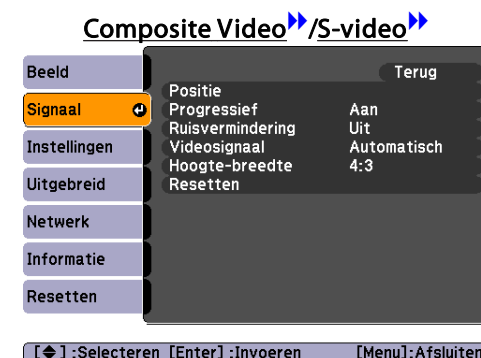 Composite Video/S-video
Beeld
Signaal
Instellingen
Uitgebreid
Netwerk
Informatie
Resetten
Terug
Positie
Progressief Aan
Ruisvermindering Uit
Videosignaal Automatisch
Hoogte-breedte 4:3
Resetten
[◆] :Selecteren [Enter] :Invoeren [Menu]:Afsluiten